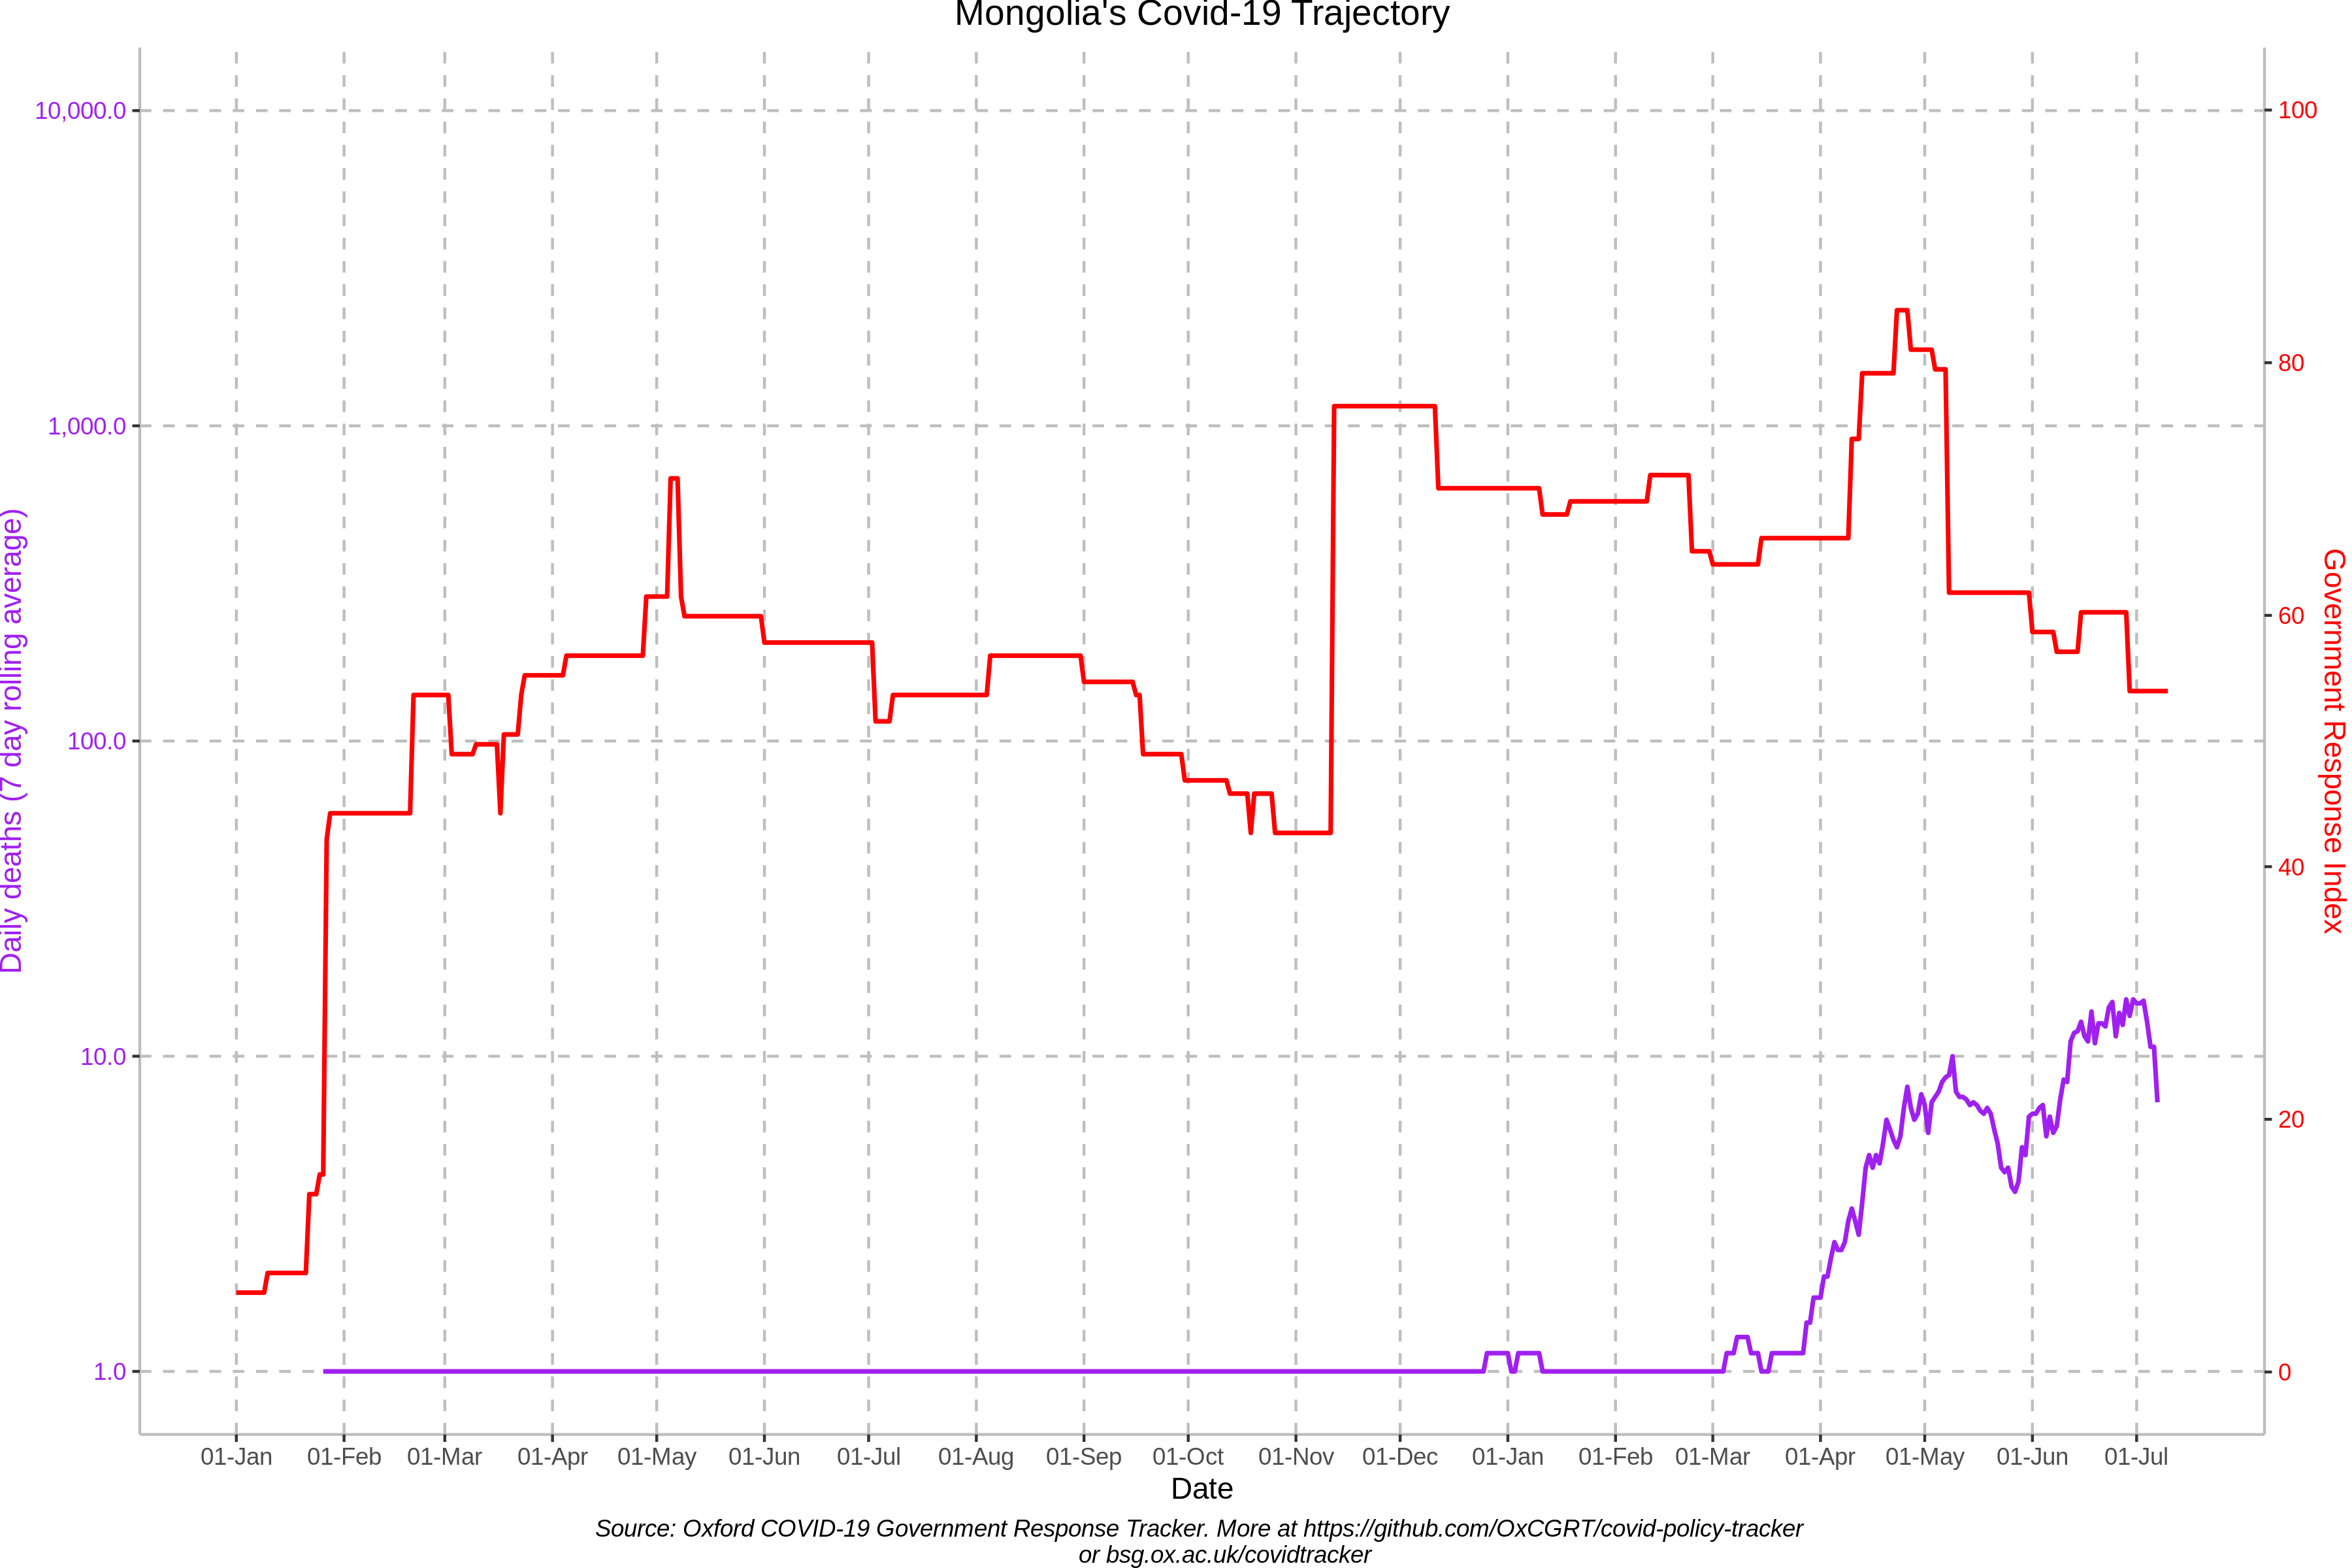 Mongolia's Covid-19 Trajectory
10,000.0
1,000.0
100.0
10.0
1.0
Daily deaths (7 day rolling average)
100
80
60
40
20
0
Government Response Index
01-Jan 01-Feb 01-Mar 01-Apr 01-May 01-Jun 01-Jul 01-Aug 01-Sep 01-Oct 01-Nov 01-Dec 01-Jan 01-Feb 01-Mar 01-Apr 01-May 01-Jun 01-Jul
Date
Source: Oxford COVID-19 Government Response Tracker. More at https://github.com/OxCGRT/covid-policy-tracker
or bsg.ox.ac.uk/covidtracker